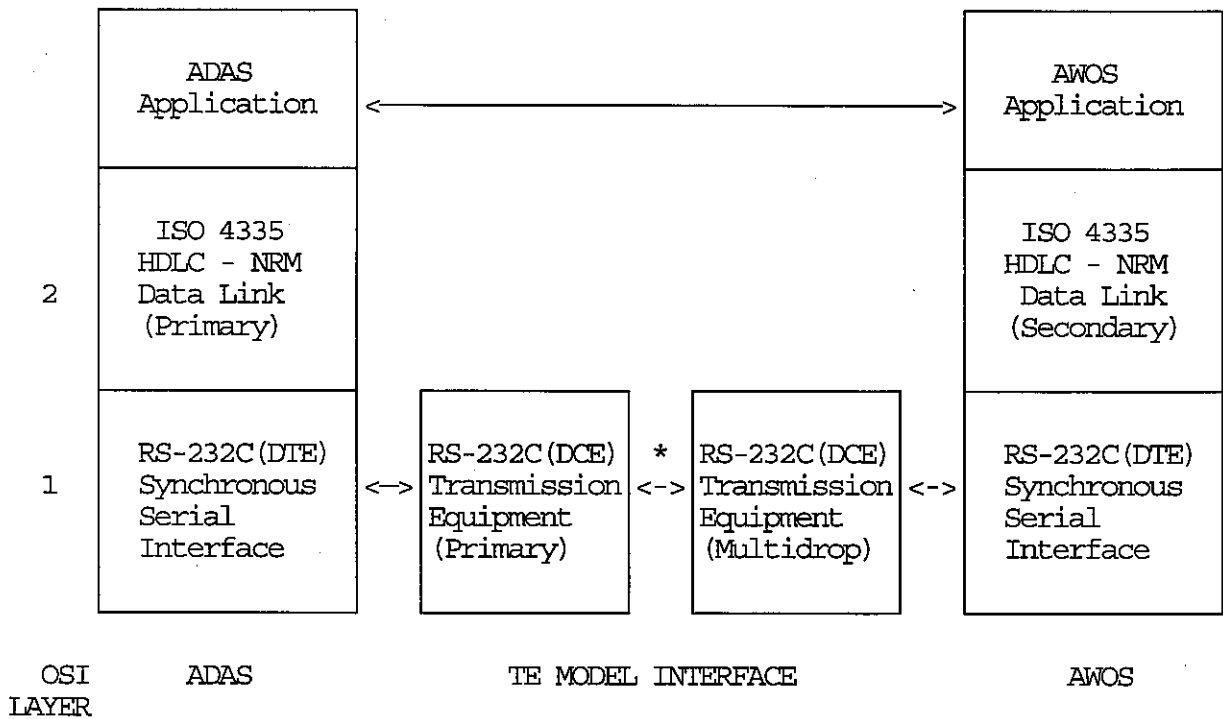 ADAS
Application
<
>
AWOS
Application
2
ISO 4335
HDLC - NRM
Data Link
(Primary)
ISO 4335
HDLC - NRM
Data Link
(Secondary)
1
RS-232C(DTE)
Synchronous
Serial
Interface
<->
RS-232C(DCE)
Transmission
Equipment
(Primary)
*
<->
RS-232C(DCE)
Transmission
Equipment
(Multidrop)
<->
RS-232C(DTE)
Synchronous
Serial
Interface
OSI
LAYER
ADAS
TE MODEL INTERFACE
AWOS